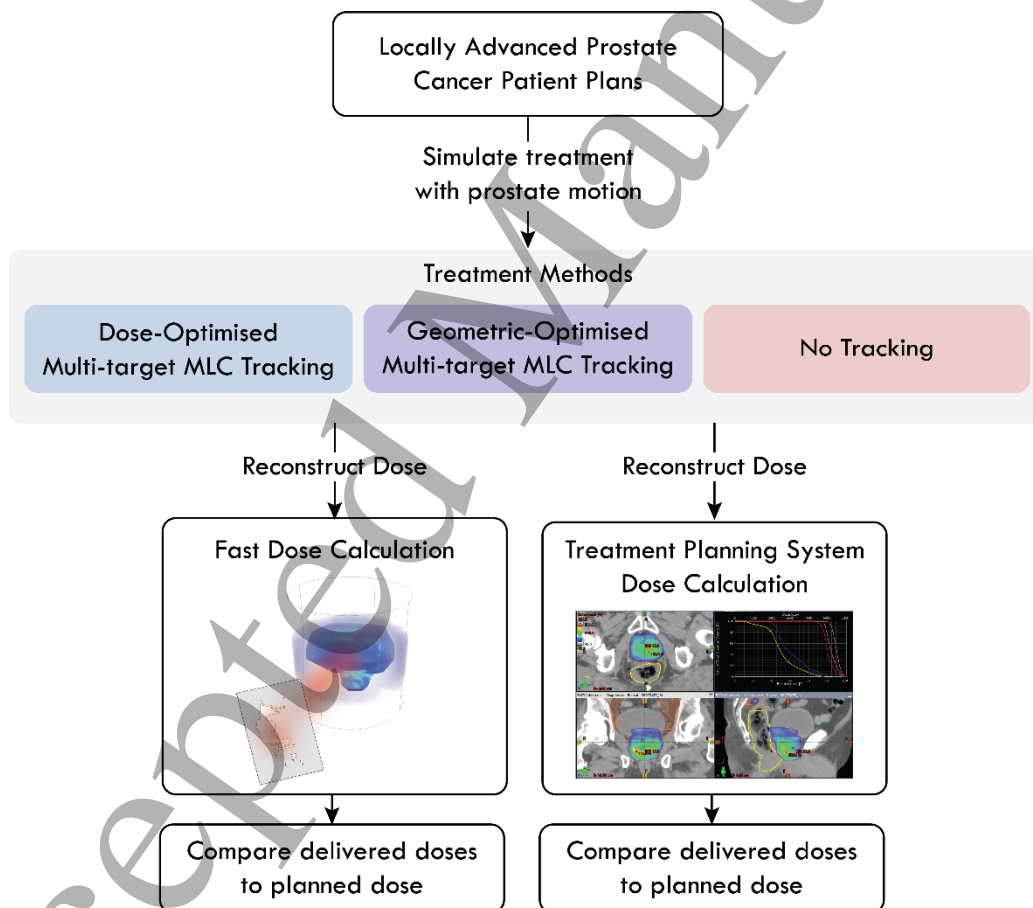 Locally Advanced Prostate
Cancer Patient Plans
Simulate treatment
with prostate motion
Treatment Methods
Dose-Optimised
Multi-target MLC Tracking
Geometric-Optimised
Multi-target MLC Tracking
No Tracking
Reconstruct Dose
Reconstruct Dose
Fast Dose Calculation
Treatment Planning System
Dose Calculation
Compare delivered doses
to planned dose
Compare delivered doses
to planned dose